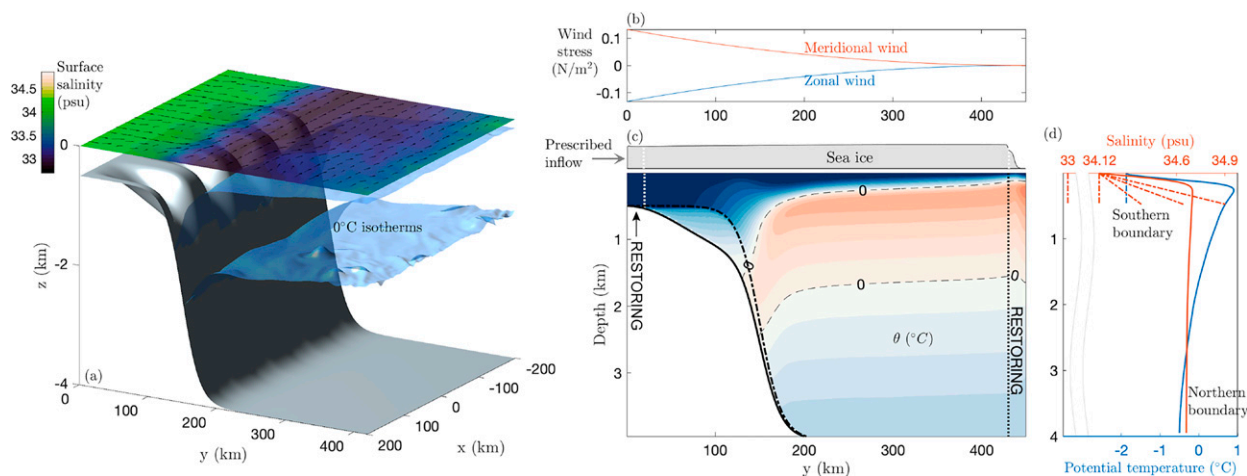 Surface
salinity
(psu)
34.5
34
33.5
33
0
-2
-4
z (km)
(a)
0°C isotherms
0
100
200
300
400
y (km)
200
100
0
-100
-200
x (km)
(b)
Wind
stress
(N/m²)
0.1
0
-0.1
Meridional wind
Zonal wind
0
100
200
300
400
(c)
Prescribed
inflow
Sea ice
0
0
0
0
RESTORING
RESTORING
θ (°C)
Depth (km)
1
2
3
0
100
200
300
400
y (km)
(d)
Salinity (psu)
33
34.12
34.6
34.9
Southern
boundary
Northern
boundary
0
1
2
3
4
-2
-1
0
1
Potential temperature (°C)